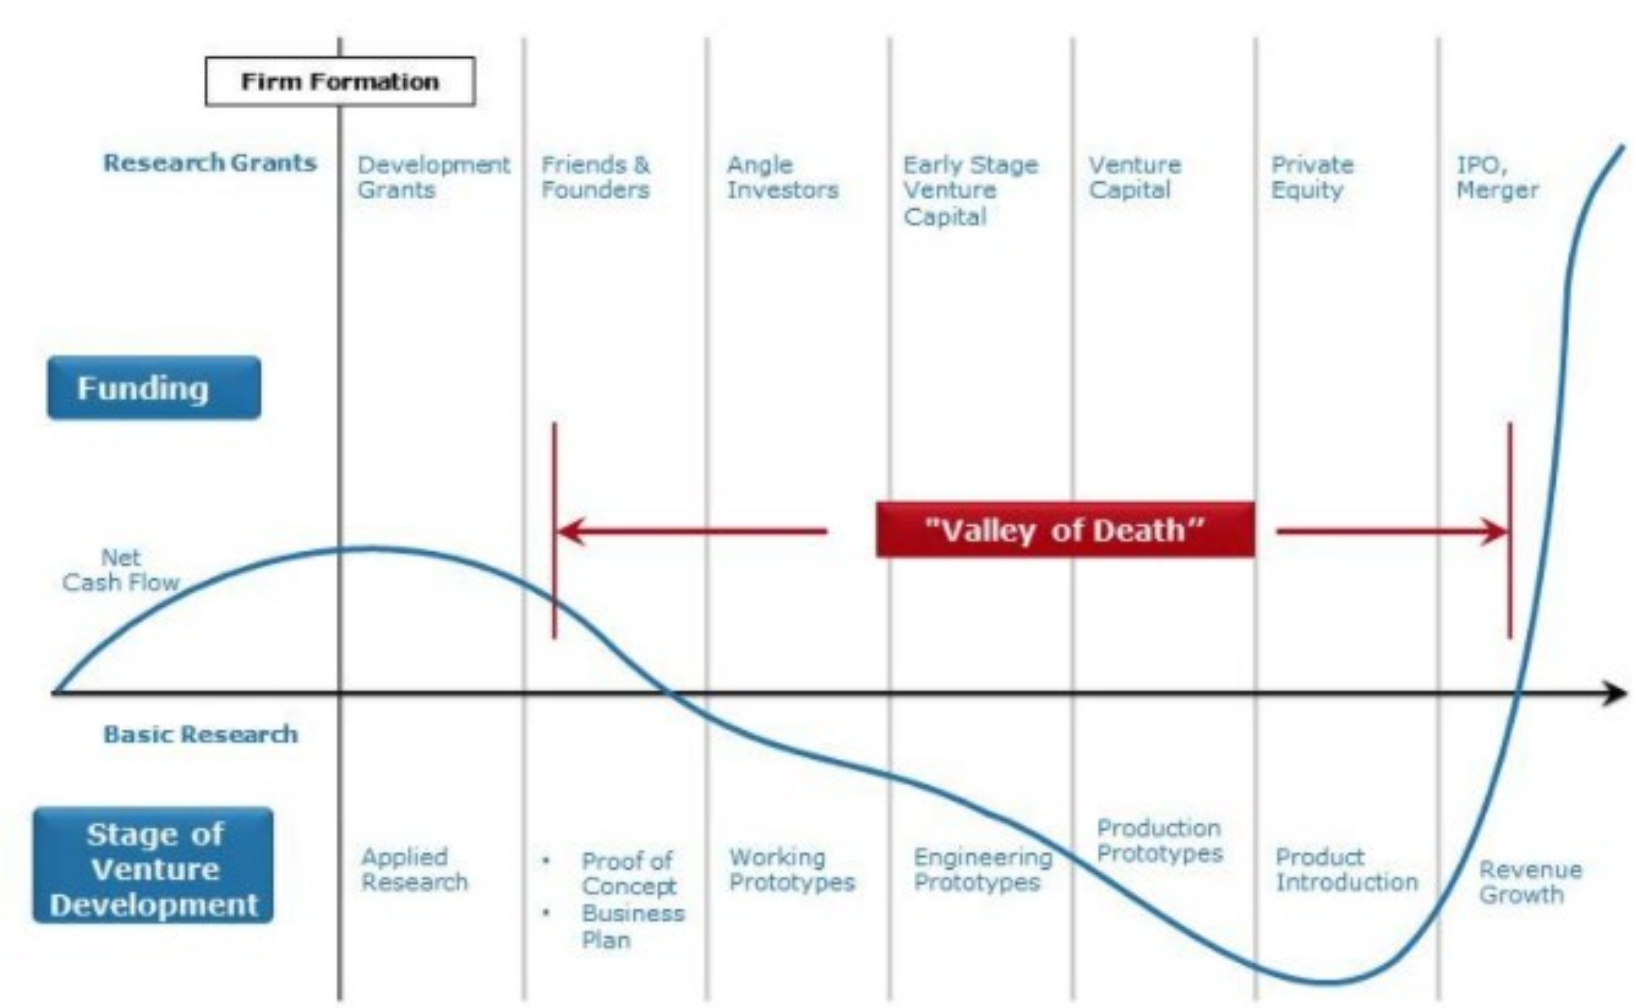 Firm Formation
Research Grants
Development
Grants
Friends &
Founders
Angle
Investors
Early Stage
Venture
Capital
Venture
Capital
Private
Equity
IPO,
Merger
Funding
"Valley of Death”
Net
Cash Flow
Basic Research
Stage of
Venture
Development
Applied
Research
• Proof of
Concept
• Business
Plan
Working
Prototypes
Engineering
Prototypes
Production
Prototypes
Product
Introduction
Revenue
Growth